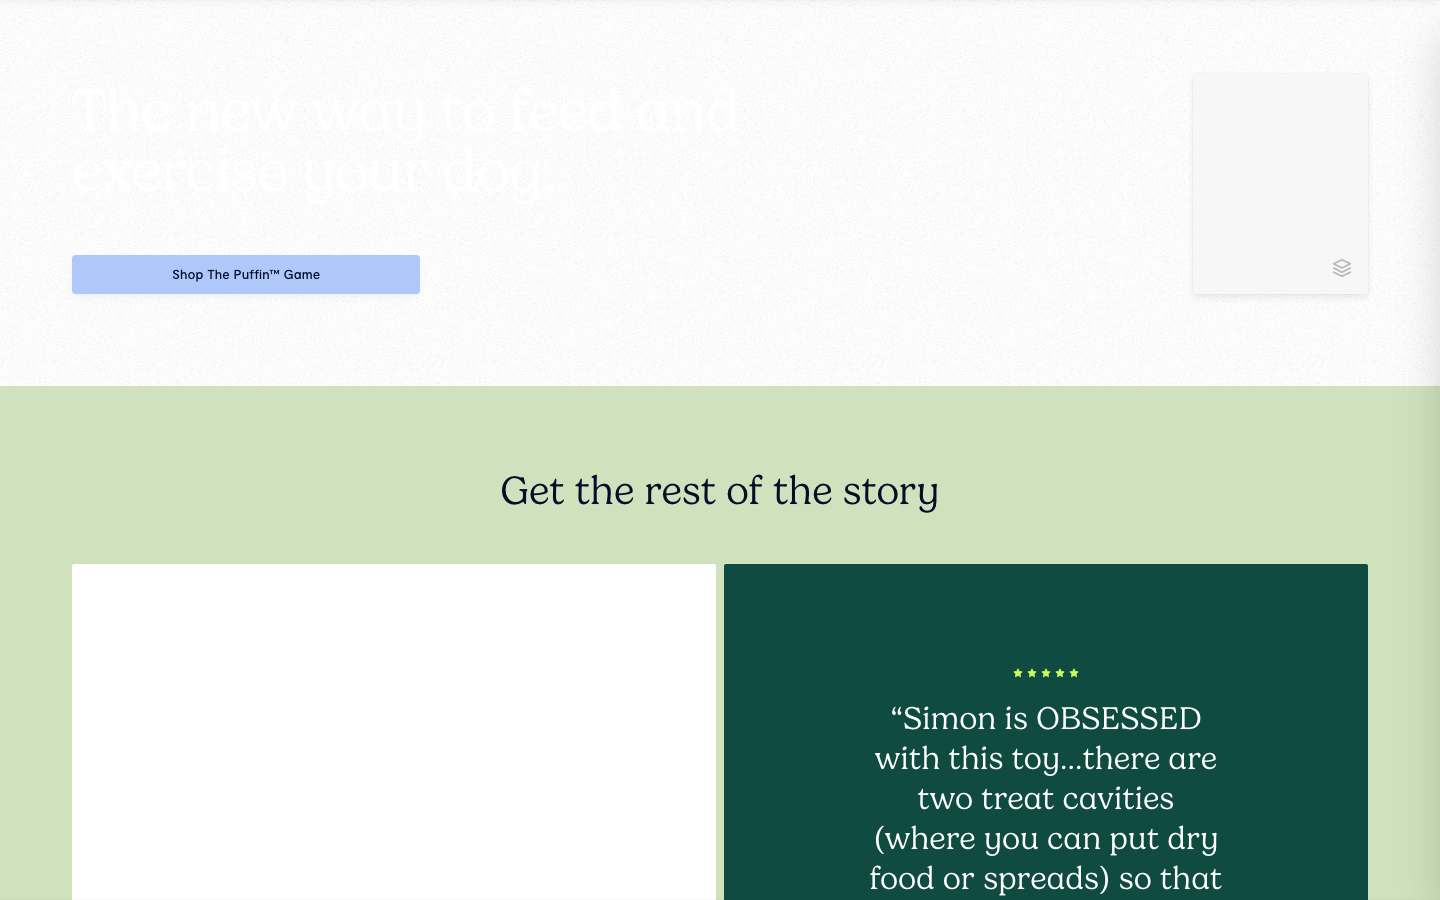 The new way to feed and
exercise your dog.
Shop The Puffin™ Game
Get the rest of the story
“Simon is OBSESSED
with this toy...there are
two treat cavities
(where you can put dry
food or spreads) so that